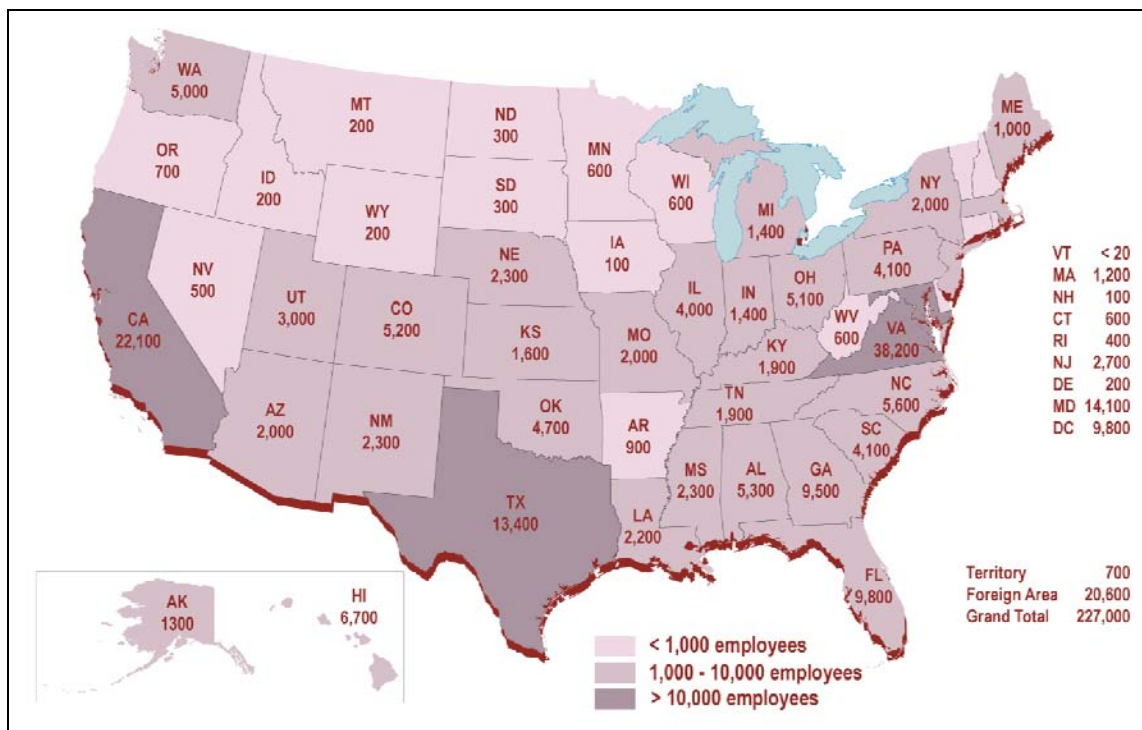 WA
5,000
MT
200
ND
300
MN
600
ME
1,000
OR
700
ID
200
SD
300
WI
600
NY
2,000
WY
200
MI
1,400
IA
100
NE
2,300
PA
4,100
NV
500
UT
3,000
CO
5,200
IL
4,000
IN
1,400
OH
5,100
CA
22,100
KS
1,600
MO
2,000
WV
600
VA
38,200
KY
1,900
AZ
2,000
NM
2,300
OK
4,700
AR
900
TN
1,900
NC
5,600
SC
4,100
TX
13,400
LA
2,200
MS
2,300
AL
5,300
GA
9,500
FL
9,800
AK
1300
HI
6,700
VT < 20
MA 1,200
NH 100
CT 600
RI 400
NJ 2,700
DE 200
MD 14,100
DC 9,800
Territory 700
Foreign Area 20,600
Grand Total 227,000
< 1,000 employees
1,000 - 10,000 employees
> 10,000 employees